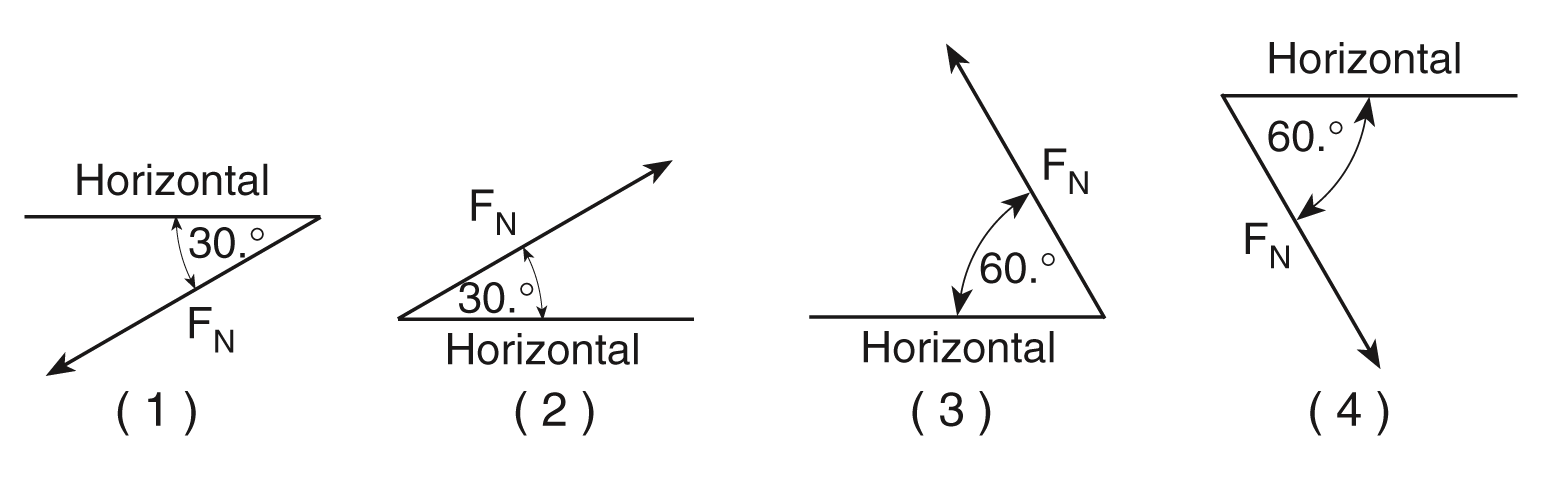 Horizontal
30.°
F_N
( 1 )
F_N
30.°
Horizontal
( 2 )
F_N
60.°
Horizontal
( 3 )
Horizontal
60.°
F_N
( 4 )